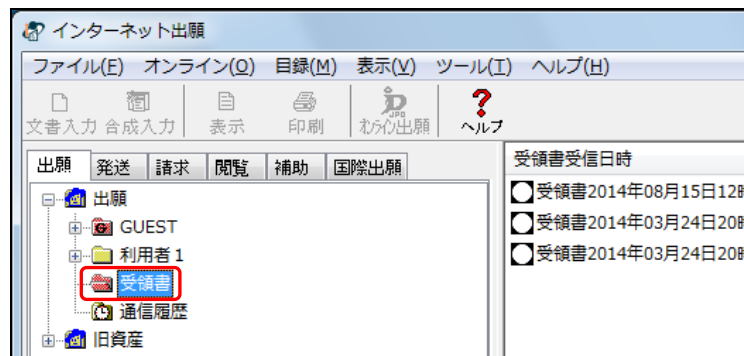 インターネット出願
ファイル(F) オンライン(O) 目録(M) 表示(V) ツール(T) ヘルプ(H)
文書入力 合成入力 表示 印刷 オンライン出願 ヘルプ
出願 発送 請求 閲覧 補助 国際出願
受領書受信日時
出願
GUEST
利用者1
受領書
通信履歴
旧資産
受領書2014年08月15日12時
受領書2014年03月24日20時
受領書2014年03月24日20時